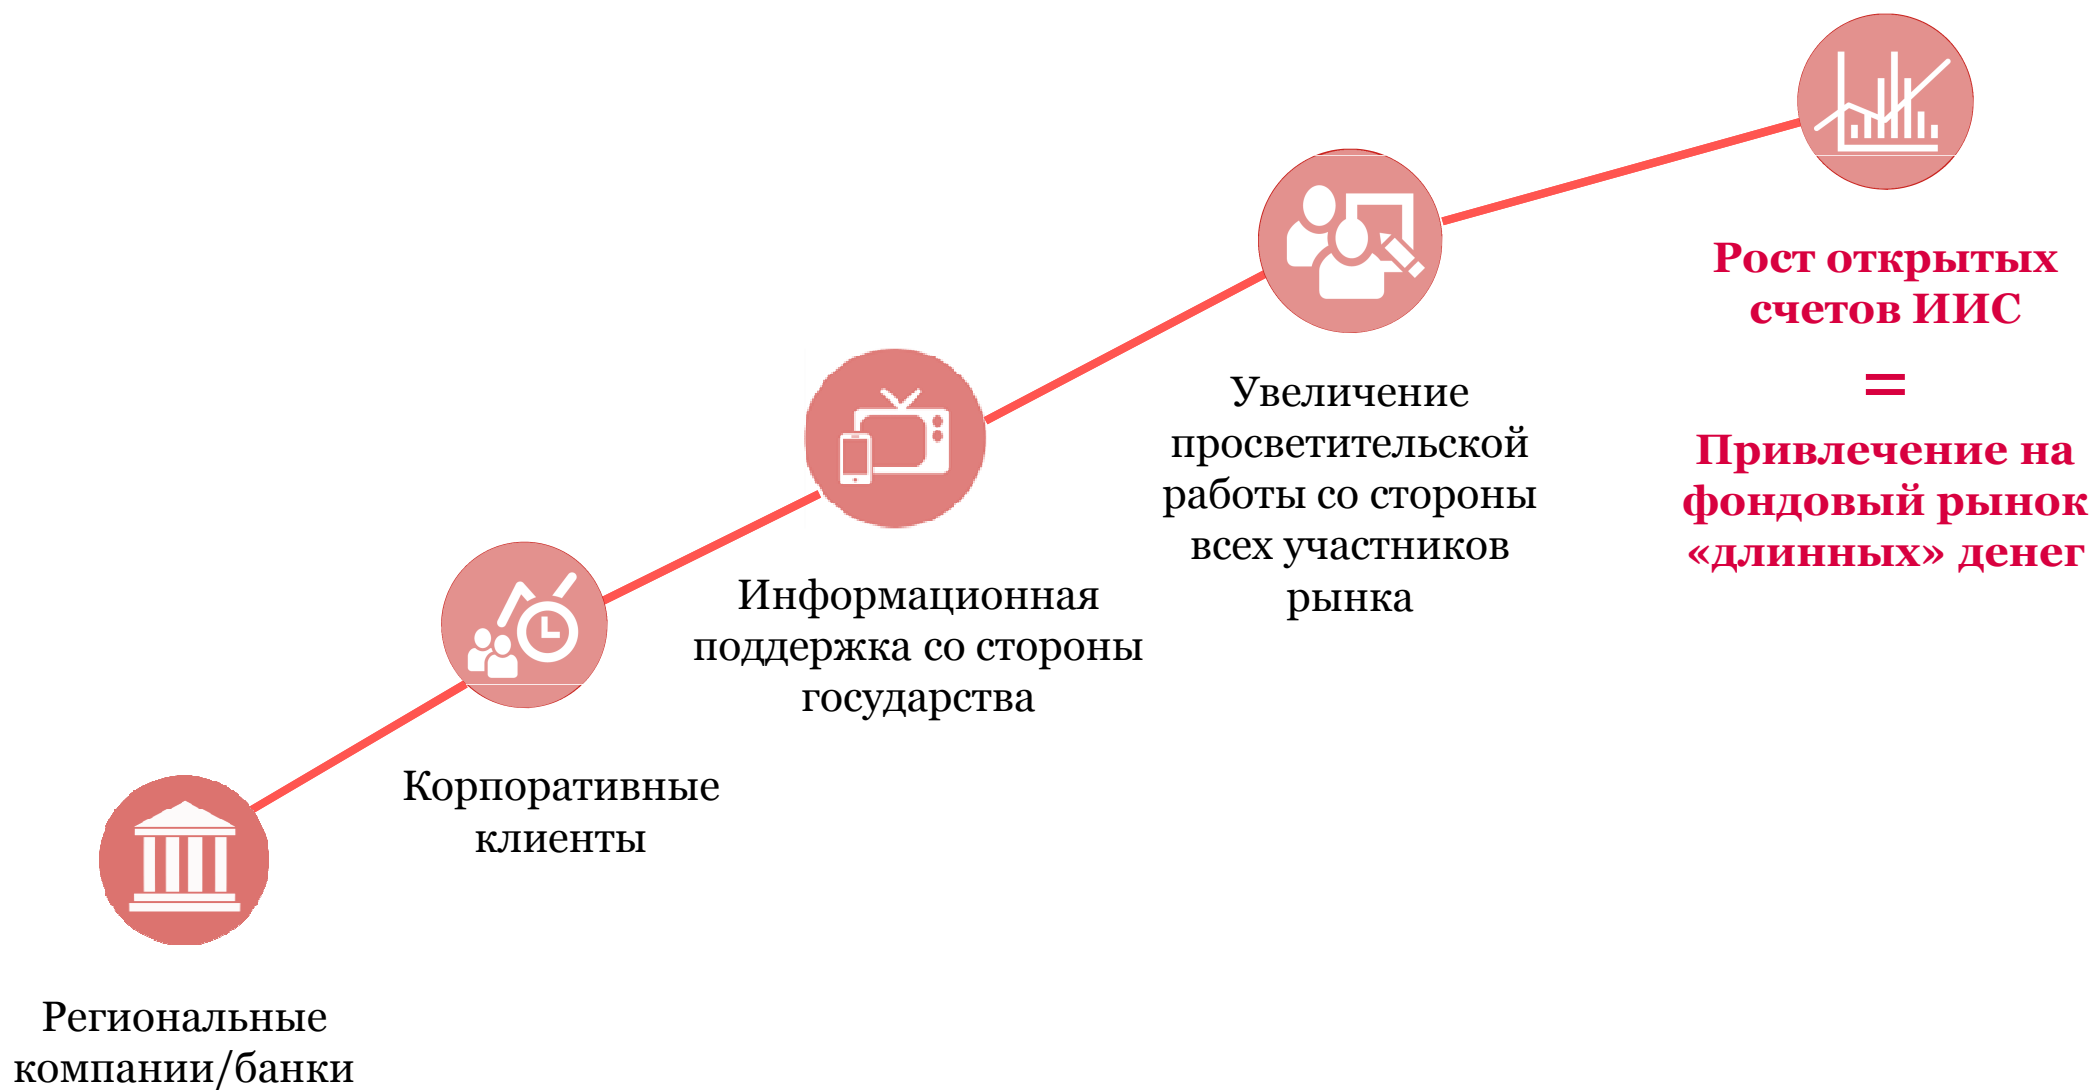 Региональные
компании/банки
Корпоративные
клиенты
Информационная
поддержка со стороны
государства
Увеличение
просветительской
работы со стороны
всех участников
рынка
Рост открытых
счетов ИИС
=
Привлечение на
фондовый рынок
«длинных» денег